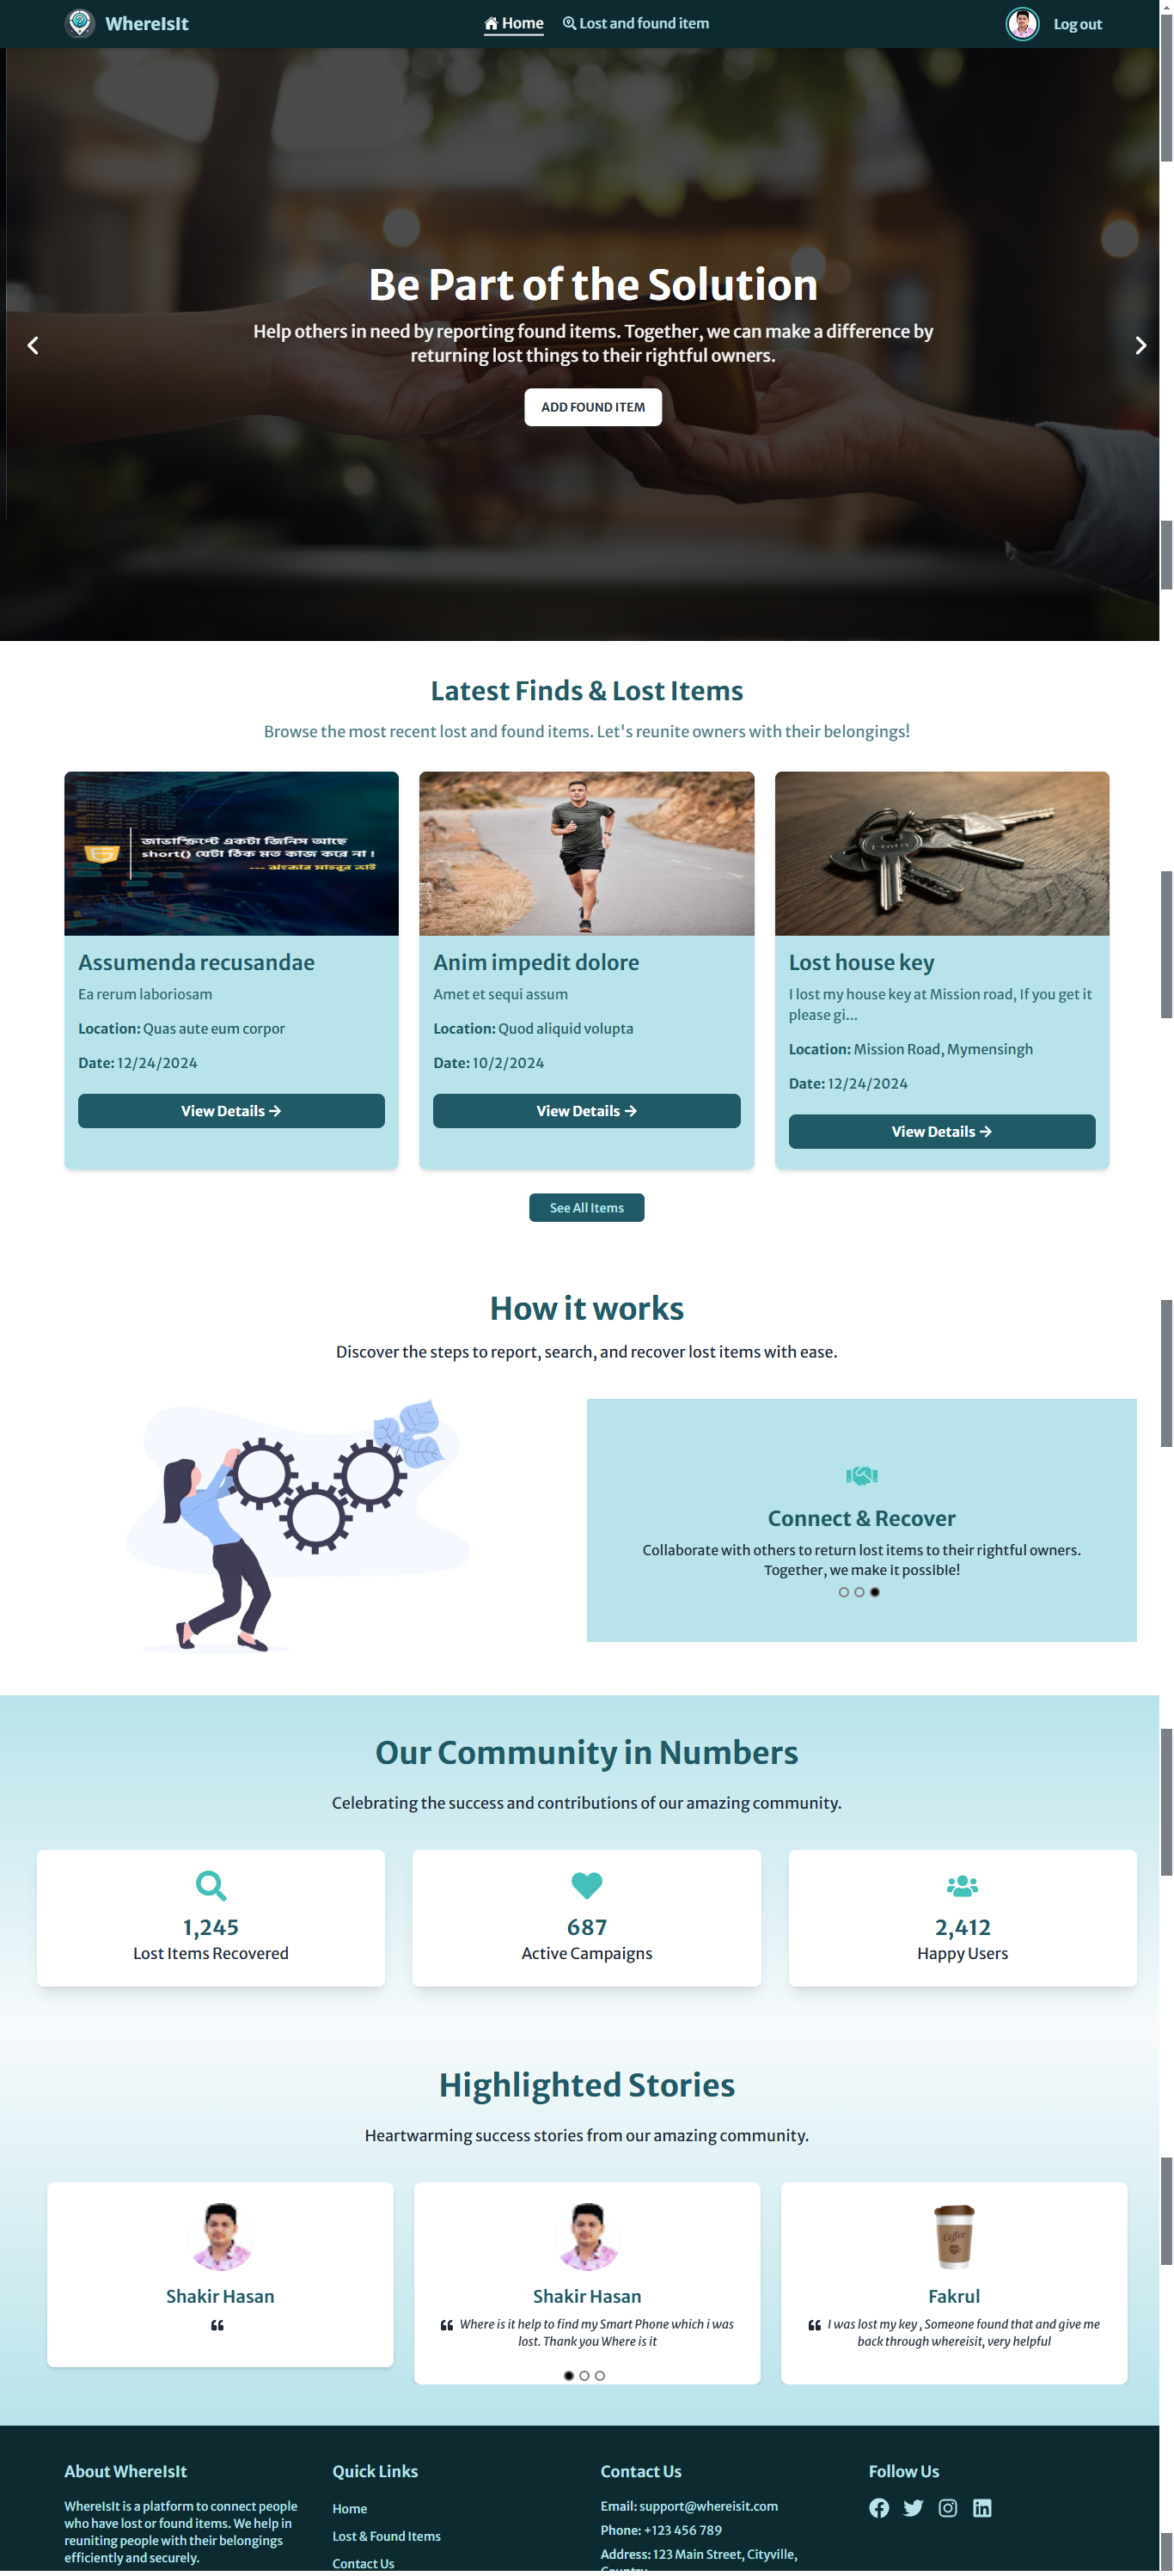 WhereIsIt
Home
Lost and found item
Log out
Be Part of the Solution
Help others in need by reporting found items. Together, we can make a difference by
returning lost things to their rightful owners.
ADD FOUND ITEM
Latest Finds & Lost Items
Browse the most recent lost and found items. Let's reunite owners with their belongings!
জাভাস্ক্রিপ্টে একটা জিনিস আছে
short() যেটা ঠিক মত কাজ করে না !
--- ঝংকার মাহবুব ভাই
Assumenda recusandae
Ea rerum laboriosam
Location: Quas aute eum corpor
Date: 12/24/2024
View Details
Anim impedit dolore
Amet et sequi assum
Location: Quod aliquid volupta
Date: 10/2/2024
View Details
Lost house key
I lost my house key at Mission road, If you get it
please gi...
Location: Mission Road, Mymensingh
Date: 12/24/2024
View Details
See All Items
How it works
Discover the steps to report, search, and recover lost items with ease.
Connect & Recover
Collaborate with others to return lost items to their rightful owners.
Together, we make it possible!
Our Community in Numbers
Celebrating the success and contributions of our amazing community.
1,245
Lost Items Recovered
687
Active Campaigns
2,412
Happy Users
Highlighted Stories
Heartwarming success stories from our amazing community.
Shakir Hasan
❝
Shakir Hasan
❝ Where is it help to find my Smart Phone which i was
lost. Thank you Where is it
Coffee
Fakrul
❝ I was lost my key , Someone found that and give me
back through whereisit, very helpful
About WhereIsIt
WhereIsIt is a platform to connect people
who have lost or found items. We help in
reuniting people with their belongings
efficiently and securely.
Quick Links
Home
Lost & Found Items
Contact Us
Contact Us
Email: support@whereisit.com
Phone: +123 456 789
Address: 123 Main Street, Cityville,
Country
Follow Us